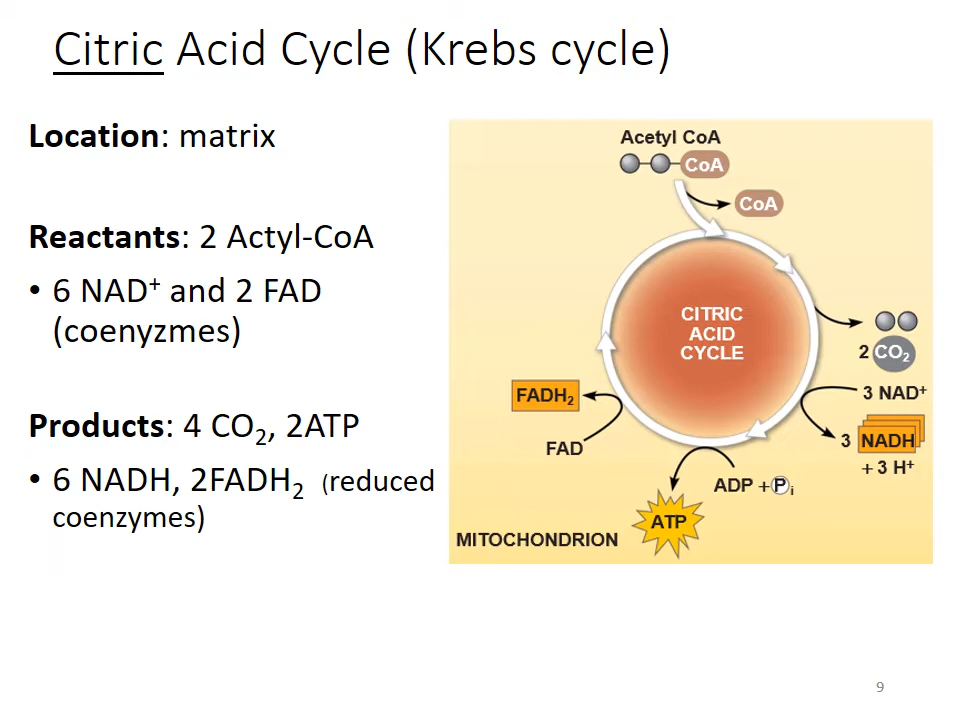 Citric Acid Cycle (Krebs cycle)
Location: matrix
Reactants: 2 Actyl-CoA
• 6 NAD⁺ and 2 FAD
(coenyzmes)
Products: 4 CO₂, 2ATP
• 6 NADH, 2FADH₂ (reduced
coenzymes)
Acetyl CoA
CoA
CoA
CITRIC
ACID
CYCLE
2 CO₂
3 NAD⁺
3 NADH
+ 3 H⁺
FADH₂
FAD
ADP + Pᵢ
ATP
MITOCHONDRION
9